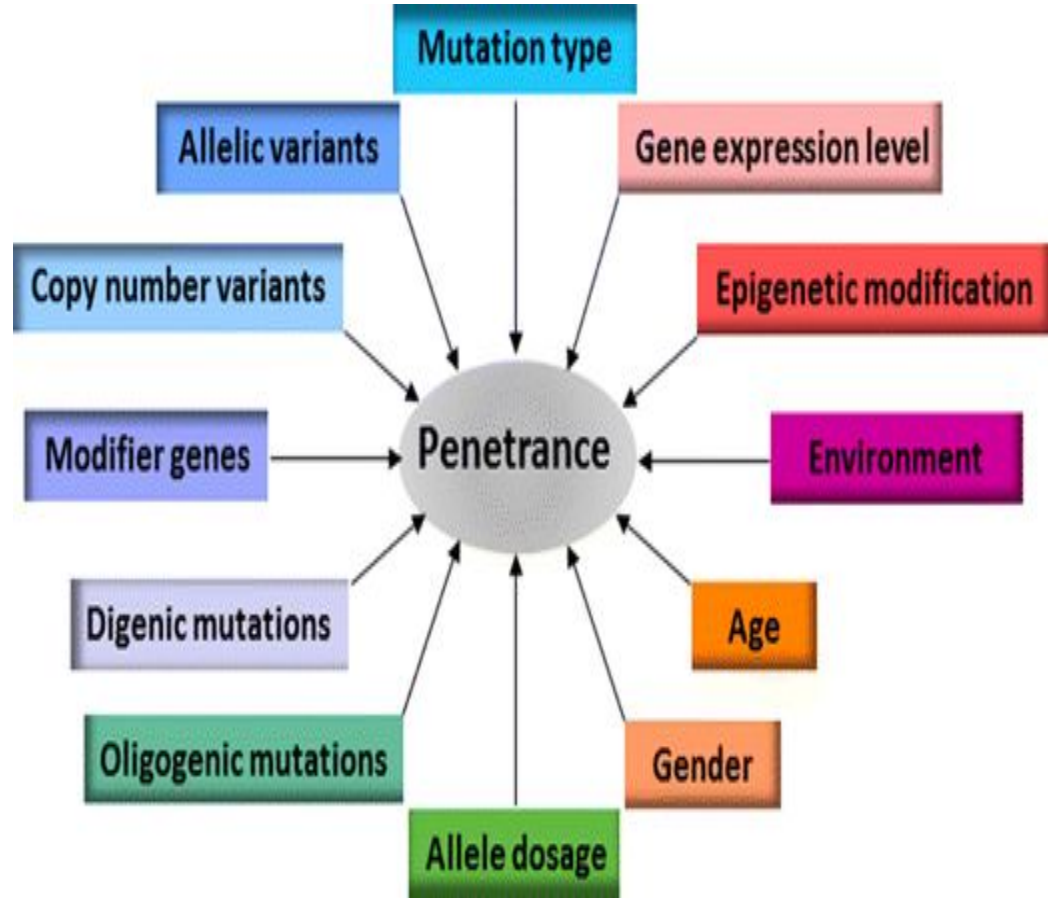 Mutation type
Allelic variants
Gene expression level
Copy number variants
Epigenetic modification
Modifier genes
Penetrance
Environment
Digenic mutations
Age
Oligogenic mutations
Gender
Allele dosage